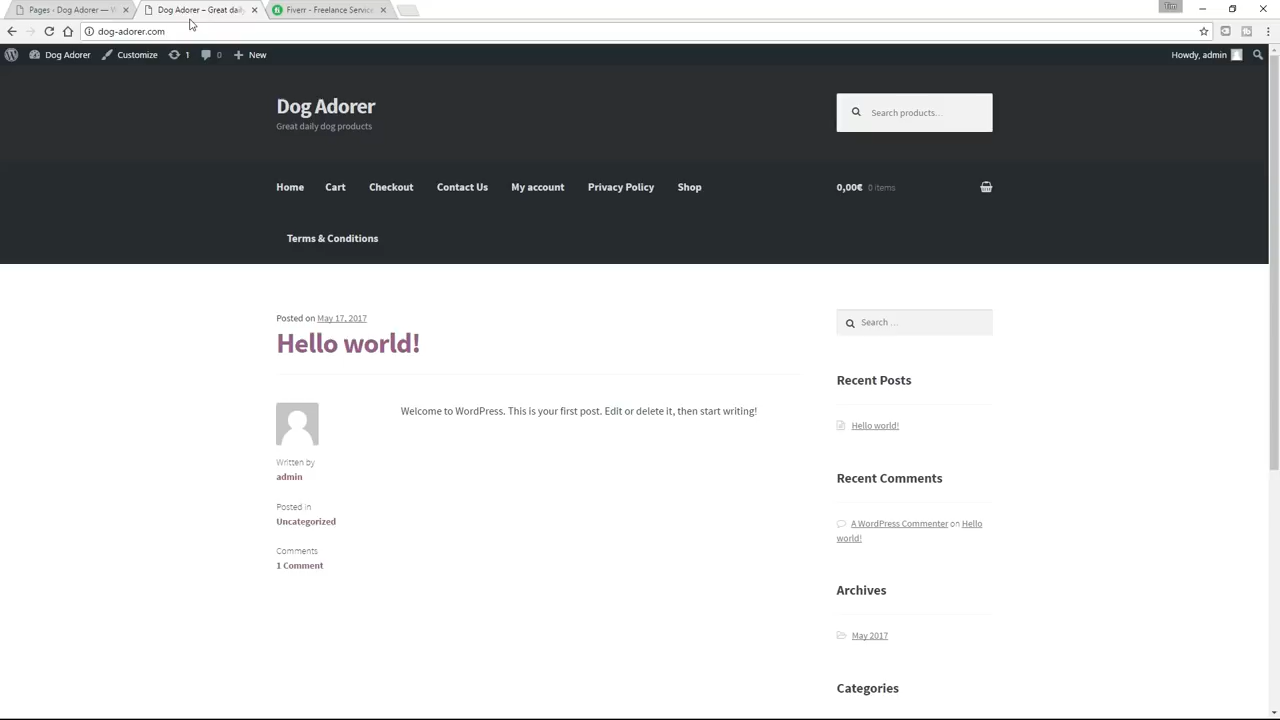 Pages ‹ Dog Adorer — W
Dog Adorer – Great dail
Fiverr - Freelance Service
Tim
dog-adorer.com
Dog Adorer
Customize
1
0
New
Howdy, admin
Dog Adorer
Great daily dog products
Search products…
Home
Cart
Checkout
Contact Us
My account
Privacy Policy
Shop
0,00€ 0 items
Terms & Conditions
Posted on May 17, 2017
Hello world!
Welcome to WordPress. This is your first post. Edit or delete it, then start writing!
Written by
admin
Posted in
Uncategorized
Comments
1 Comment
Search …
Recent Posts
Hello world!
Recent Comments
A WordPress Commenter on Hello
world!
Archives
May 2017
Categories